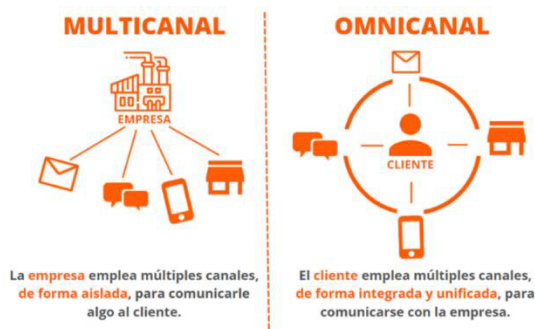 MULTICANAL
EMPRESA
La empresa emplea múltiples canales,
de forma aislada, para comunicarle
algo al cliente.
OMNICANAL
CLIENTE
El cliente emplea múltiples canales,
de forma integrada y unificada, para
comunicarse con la empresa.